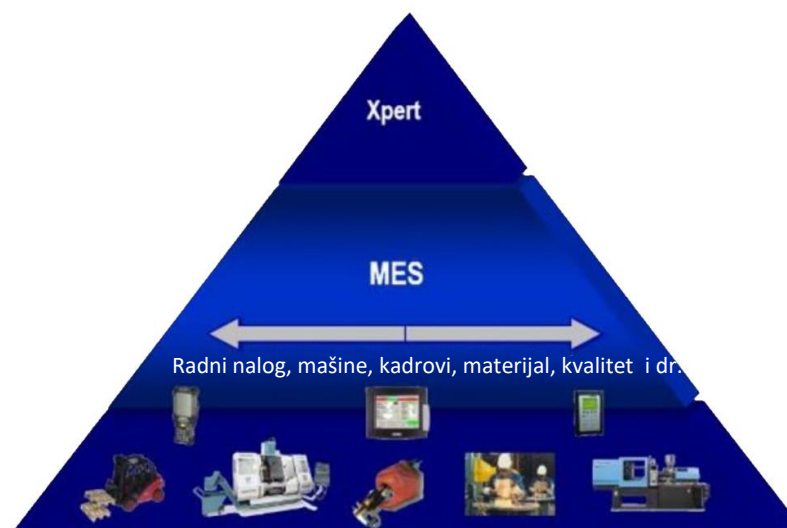 Xpert
MES
Radni nalog, mašine, kadrovi, materijal, kvalitet i dr.